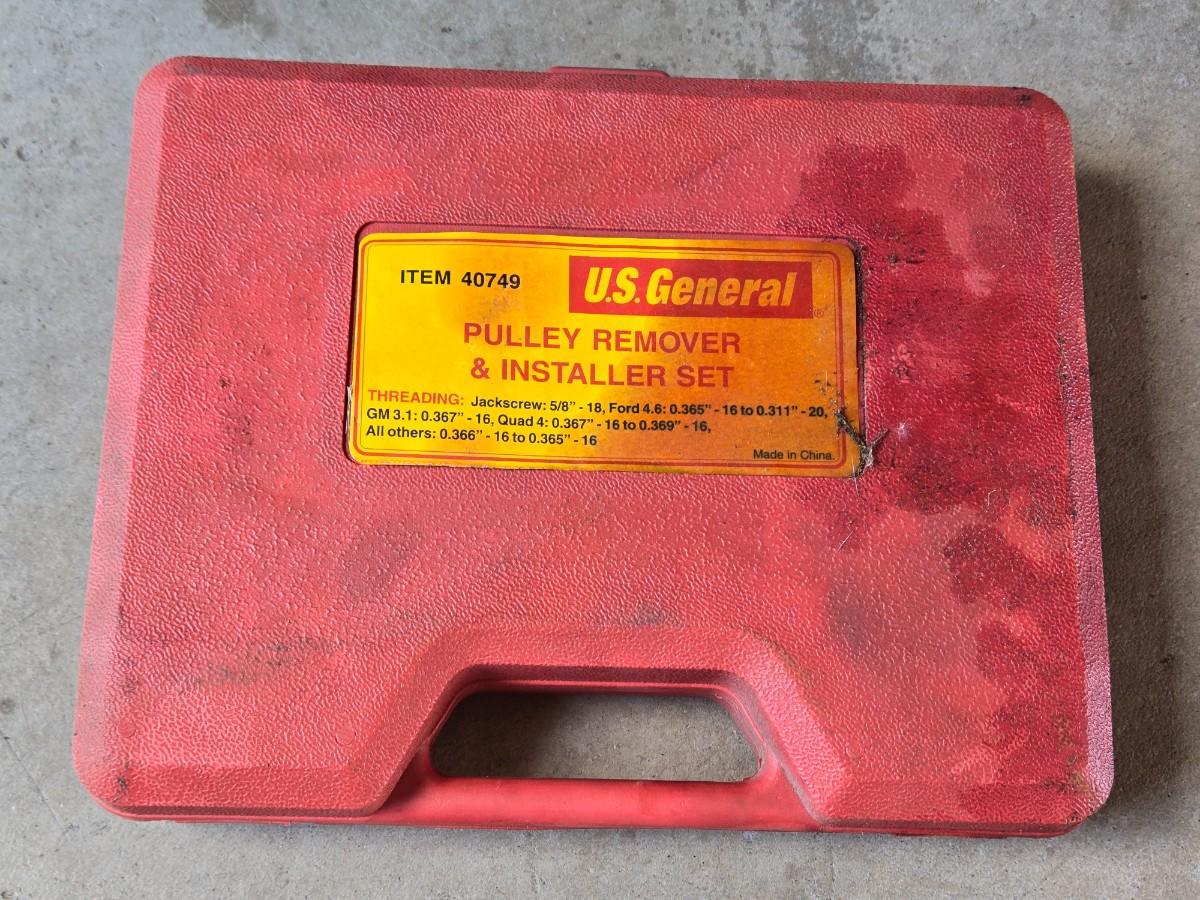 ITEM 40749
U.S. General®
PULLEY REMOVER
& INSTALLER SET
THREADING: Jackscrew: 5/8" - 18, Ford 4.6: 0.365" - 16 to 0.311" - 20,
GM 3.1: 0.367" - 16, Quad 4: 0.367" - 16 to 0.369" - 16,
All others: 0.366" - 16 to 0.365" - 16
Made in China.